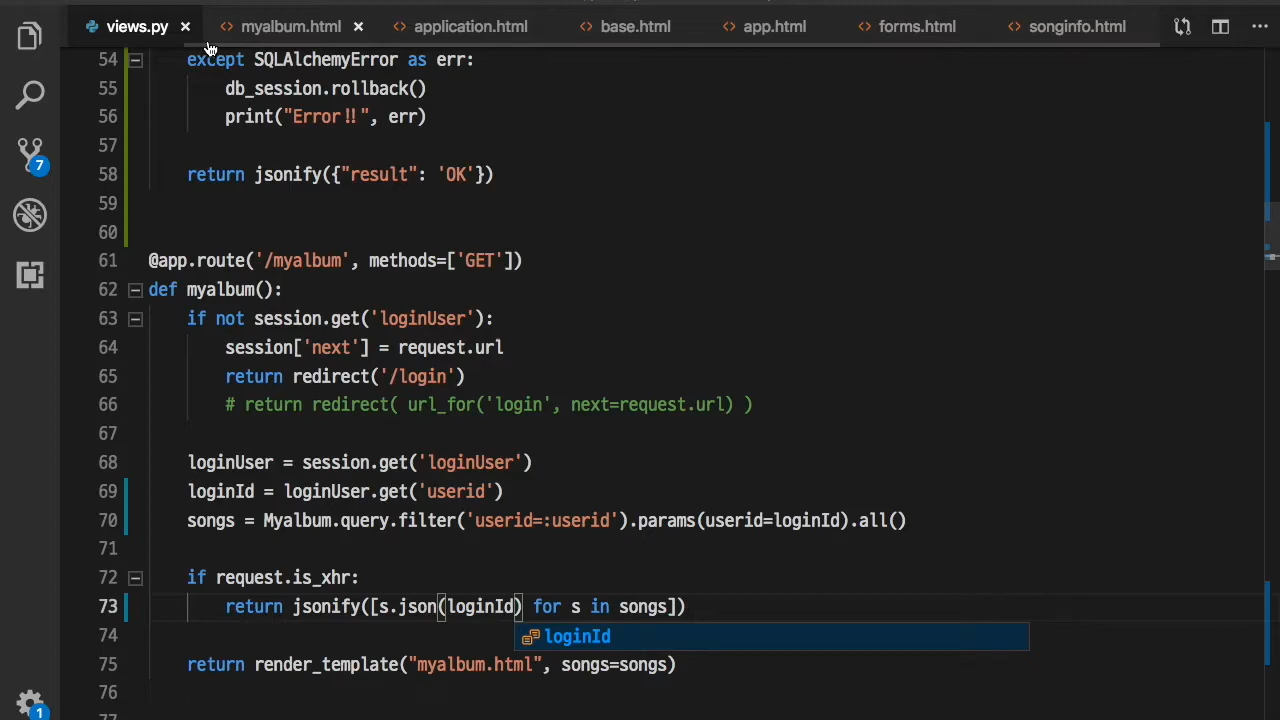 views.py × myalbum.html × application.html base.html app.html forms.html songinfo.html ...
54 except SQLAlchemyError as err:
55 db_session.rollback()
56 print("Error!!", err)
57
58 return jsonify({"result": 'OK'})
59
60
61 @app.route('/myalbum', methods=['GET'])
62 def myalbum():
63 if not session.get('loginUser'):
64 session['next'] = request.url
65 return redirect('/login')
66 # return redirect( url_for('login', next=request.url) )
67
68 loginUser = session.get('loginUser')
69 loginId = loginUser.get('userid')
70 songs = Myalbum.query.filter('userid=:userid').params(userid=loginId).all()
71
72 if request.is_xhr:
73 return jsonify([s.json(loginId) for s in songs])
74 loginId
75 return render_template("myalbum.html", songs=songs)
76
77
7
1